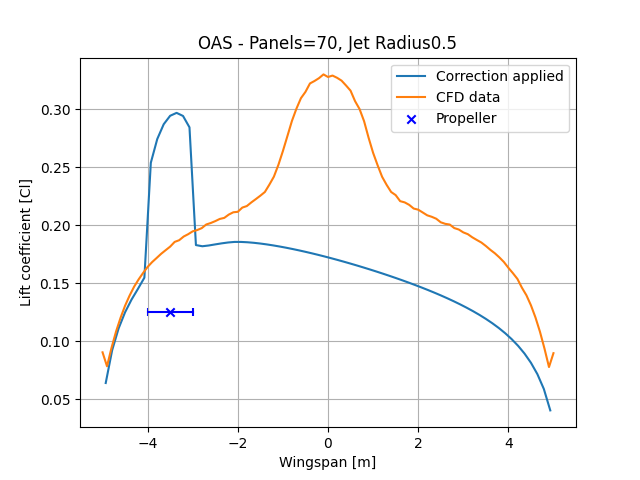 OAS - Panels=70, Jet Radius0.5
Correction applied
CFD data
Propeller
Lift coefficient [Cl]
0.30
0.25
0.20
0.15
0.10
0.05
−4 −2 0 2 4
Wingspan [m]